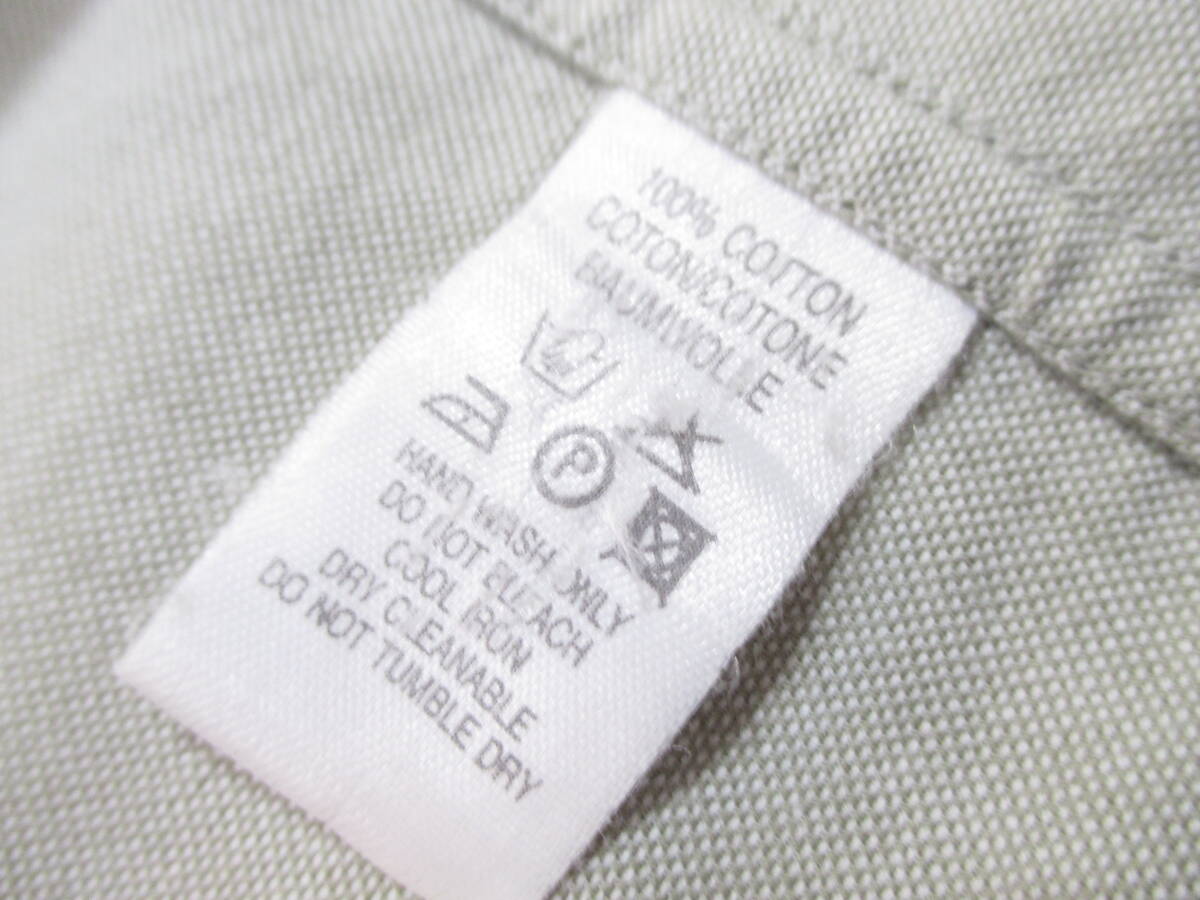 100% COTTON
COTON/COTONE
BAUMWOLLE
P
HAND WASH ONLY
DO NOT BLEACH
COOL IRON
DRY CLEANABLE
DO NOT TUMBLE DRY